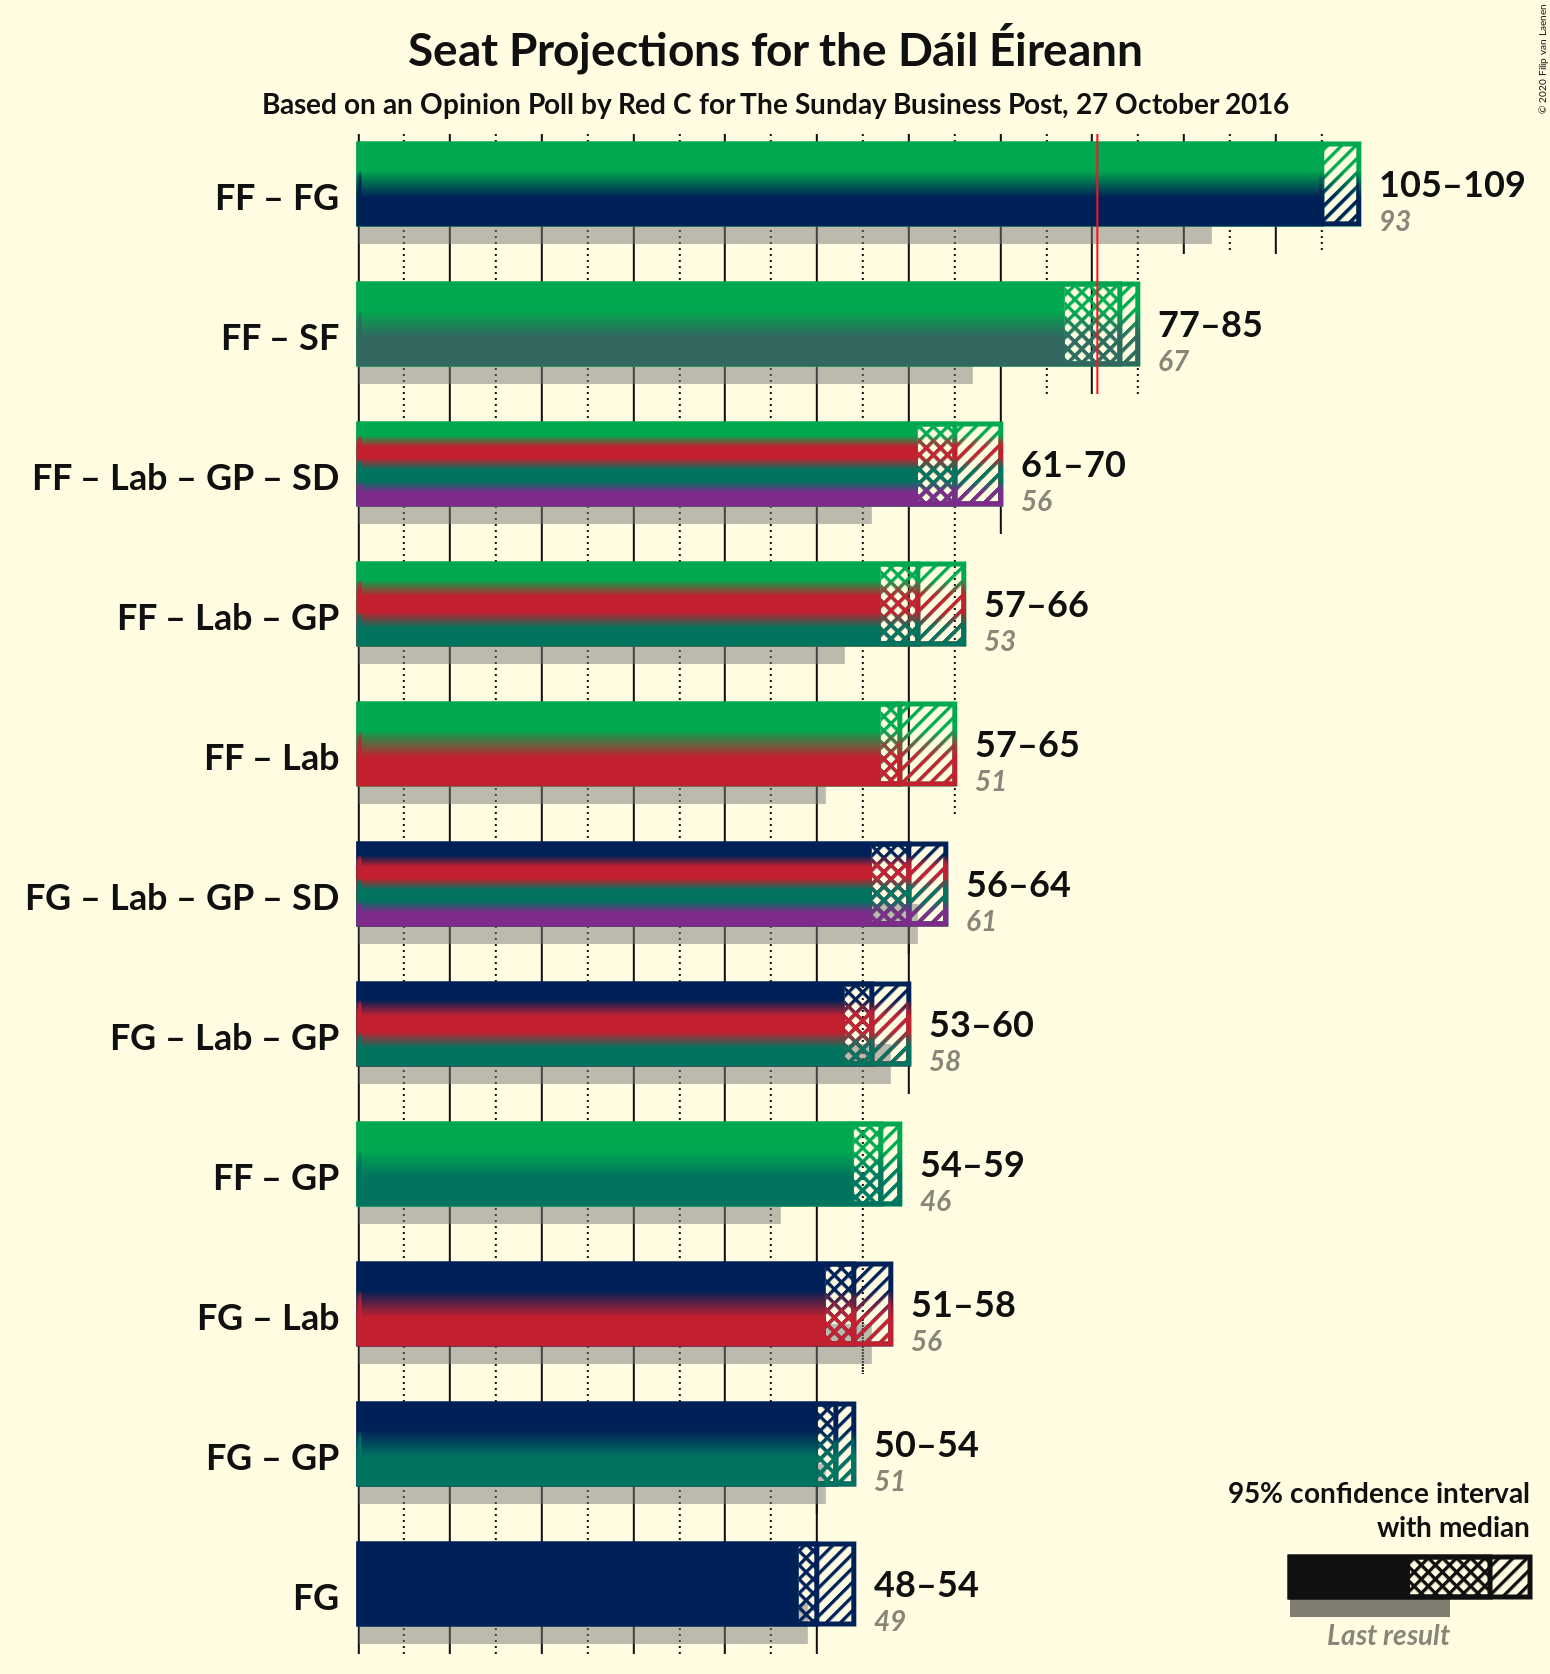 Seat Projections for the Dáil Éireann
Based on an Opinion Poll by Red C for The Sunday Business Post, 27 October 2016
© 2020 Filip van Laenen
FF – FG
105–109
93
FF – SF
77–85
67
FF – Lab – GP – SD
61–70
56
FF – Lab – GP
57–66
53
FF – Lab
57–65
51
FG – Lab – GP – SD
56–64
61
FG – Lab – GP
53–60
58
FF – GP
54–59
46
FG – Lab
51–58
56
FG – GP
50–54
51
FG
48–54
49
95% confidence interval
with median
Last result